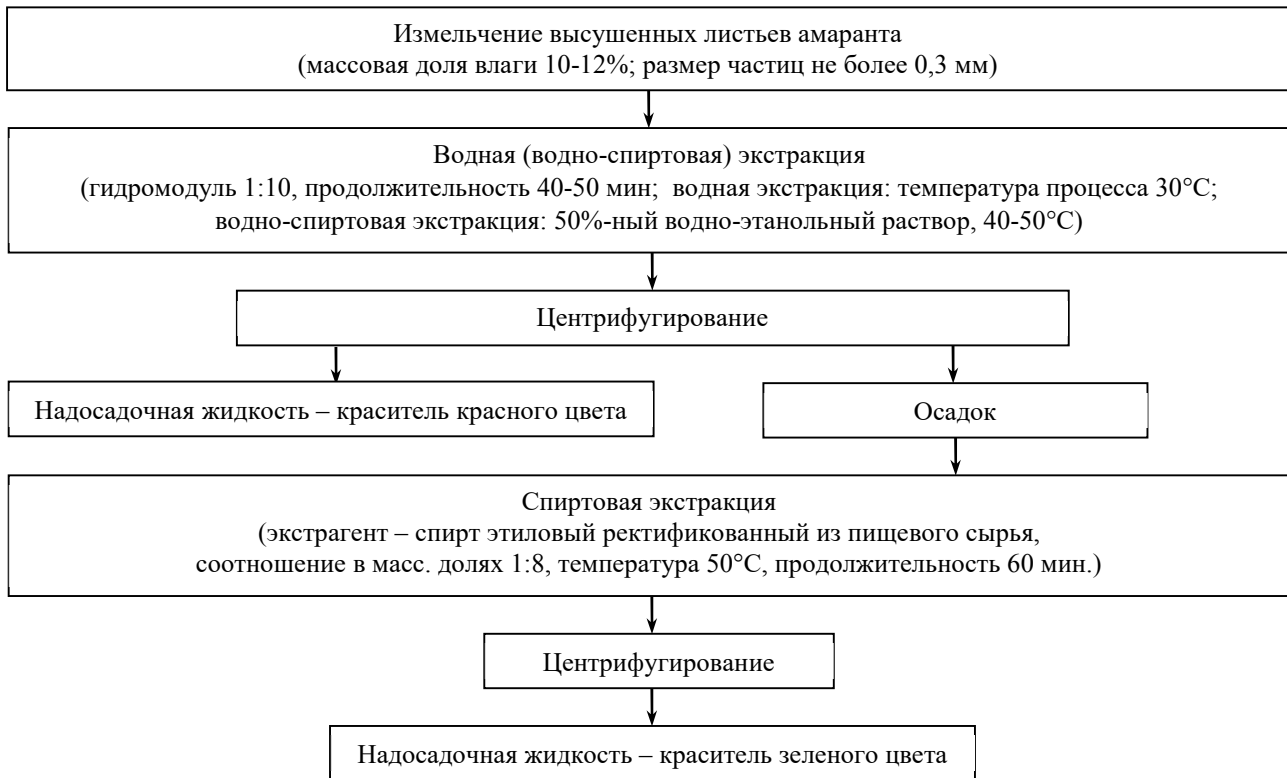 Измельчение высушенных листьев амаранта
(массовая доля влаги 10-12%; размер частиц не более 0,3 мм)
Водная (водно-спиртовая) экстракция
(гидромодуль 1:10, продолжительность 40-50 мин; водная экстракция: температура процесса 30°С;
водно-спиртовая экстракция: 50%-ный водно-этанольный раствор, 40-50°С)
Центрифугирование
Надосадочная жидкость – краситель красного цвета
Осадок
Спиртовая экстракция
(экстрагент – спирт этиловый ректификованный из пищевого сырья,
соотношение в масс. долях 1:8, температура 50°С, продолжительность 60 мин.)
Центрифугирование
Надосадочная жидкость – краситель зеленого цвета